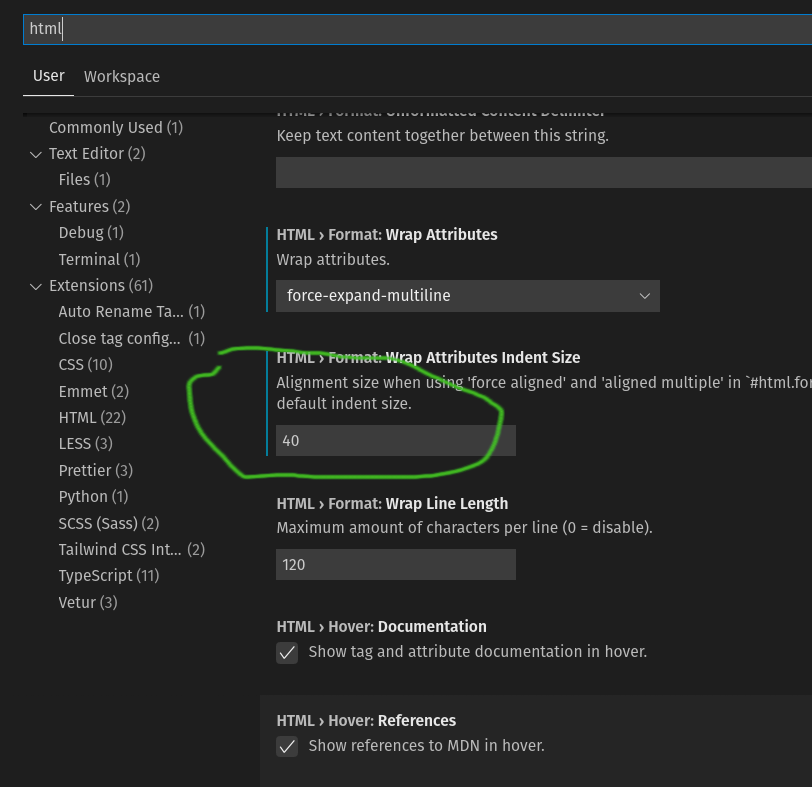 html
User Workspace
Commonly Used (1)
Text Editor (2)
Files (1)
Features (2)
Debug (1)
Terminal (1)
Extensions (61)
Auto Rename Ta... (1)
Close tag config... (1)
CSS (10)
Emmet (2)
HTML (22)
LESS (3)
Prettier (3)
Python (1)
SCSS (Sass) (2)
Tailwind CSS Int... (2)
TypeScript (11)
Vetur (3)
HTML › Format: Unformatted Content Delimiter
Keep text content together between this string.
HTML › Format: Wrap Attributes
Wrap attributes.
force-expand-multiline
HTML › Format: Wrap Attributes Indent Size
Alignment size when using 'force aligned' and 'aligned multiple' in `#html.for
default indent size.
40
HTML › Format: Wrap Line Length
Maximum amount of characters per line (0 = disable).
120
HTML › Hover: Documentation
Show tag and attribute documentation in hover.
HTML › Hover: References
Show references to MDN in hover.